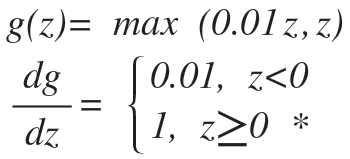 g(z)= max (0.01z,z)
dg/dz = { 0.01, z<0
1, z≥0 *